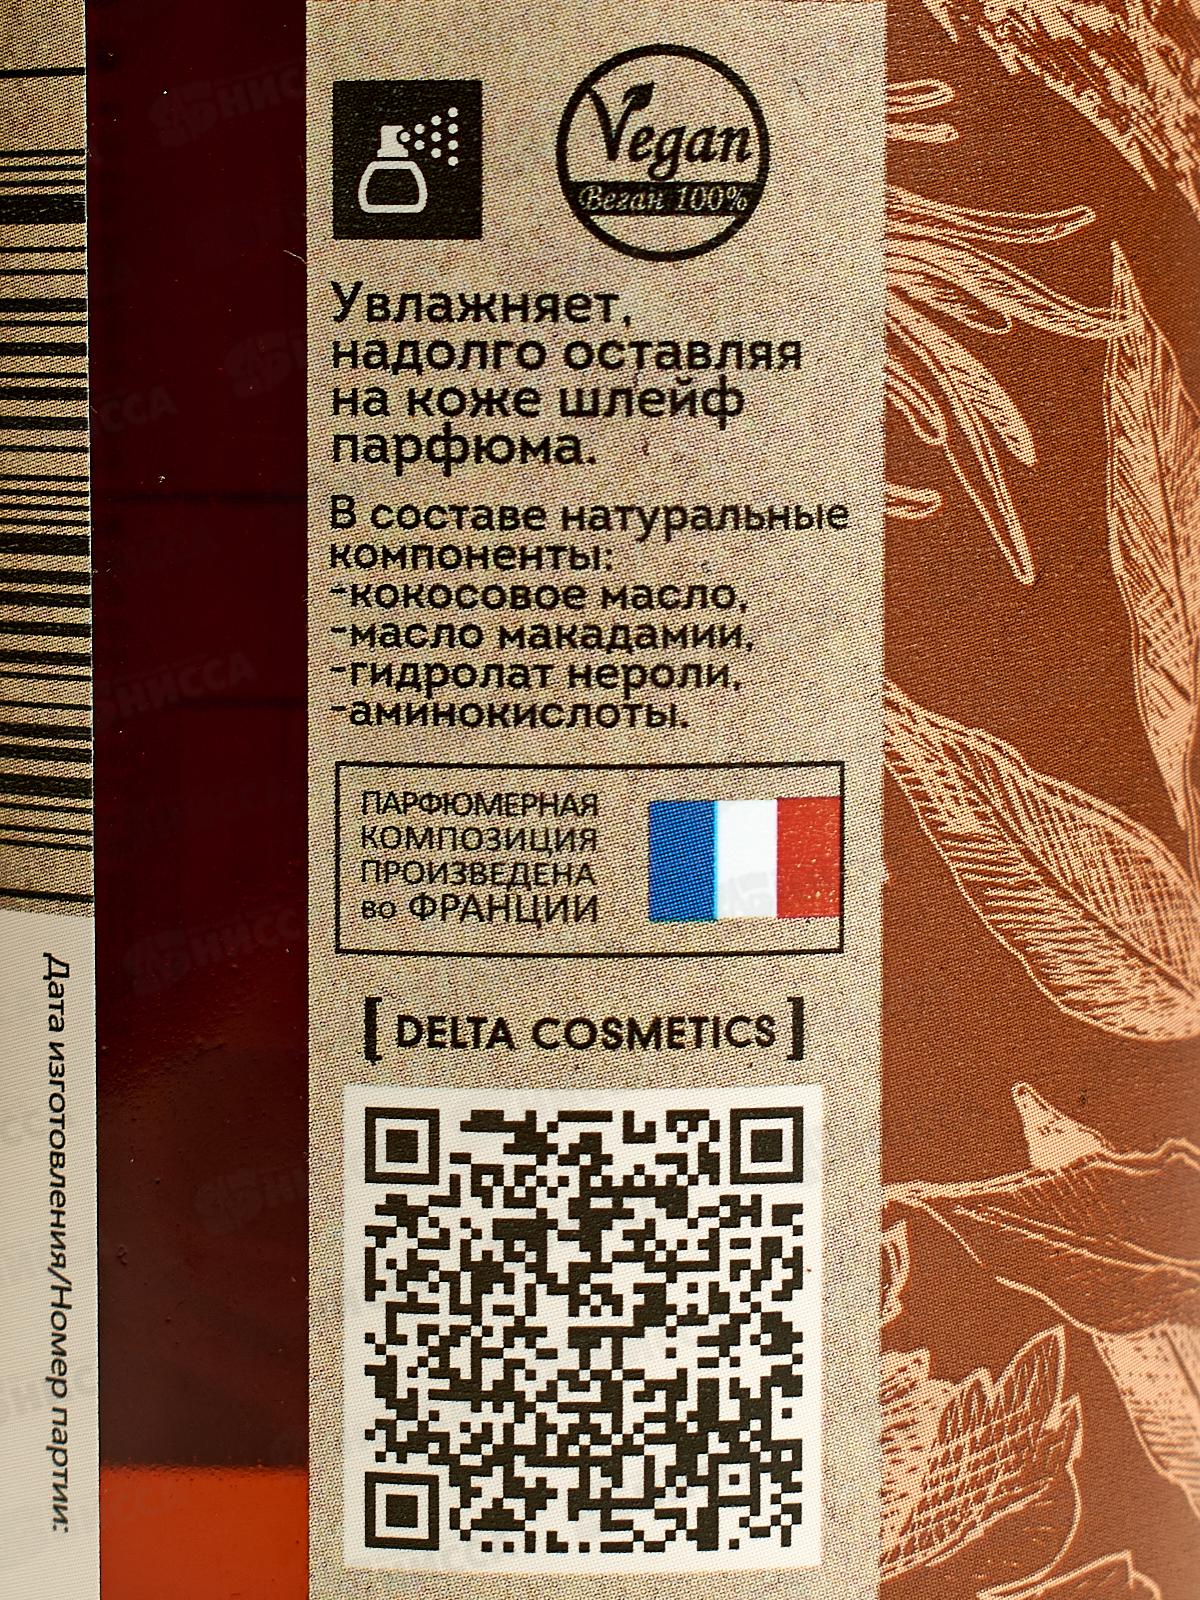 Vegan
Веган 100%
Увлажняет,
надолго оставляя
на коже шлейф
парфюма.
В составе натуральные
компоненты:
-кокосовое масло,
-масло макадамии,
-гидролат нероли,
-аминокислоты.
ПАРФЮМЕРНАЯ
КОМПОЗИЦИЯ
ПРОИЗВЕДЕНА
во ФРАНЦИИ
[DELTA COSMETICS]
Дата изготовления/Номер партии: